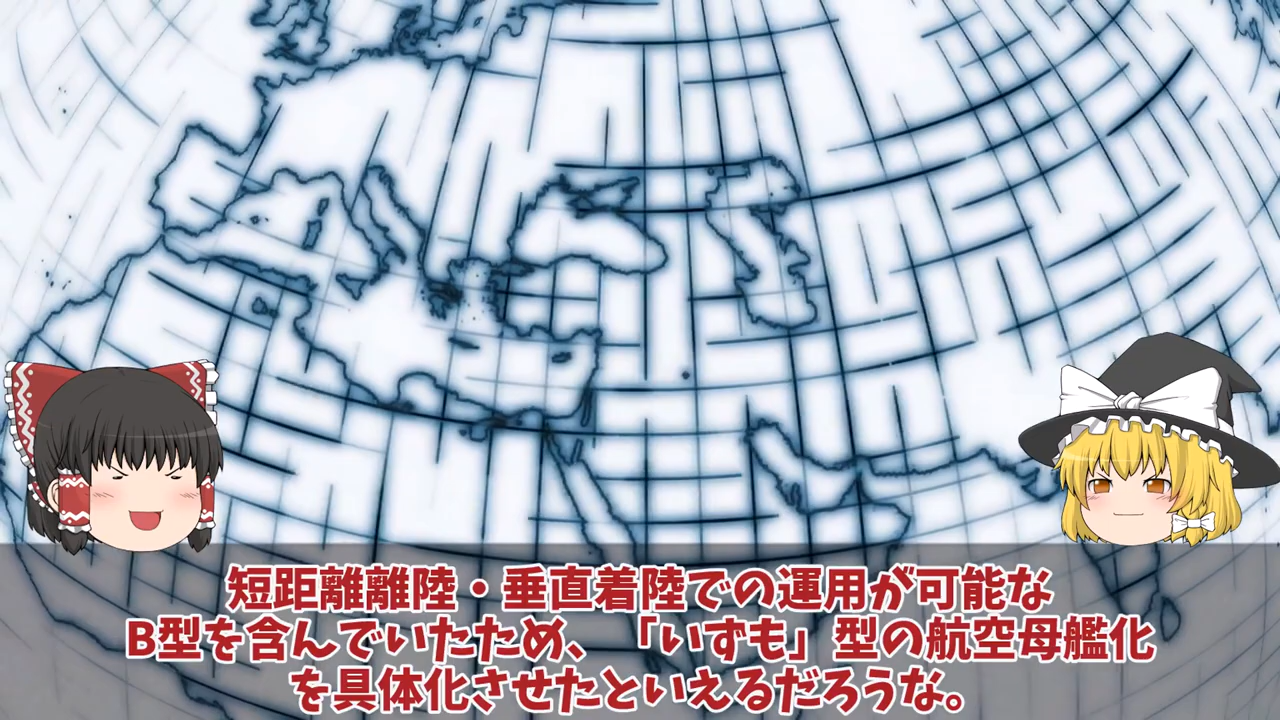 短距離離陸・垂直着陸での運用が可能な
B型を含んでいたため、「いずも」型の航空母艦化
を具体化させたといえるだろうな。